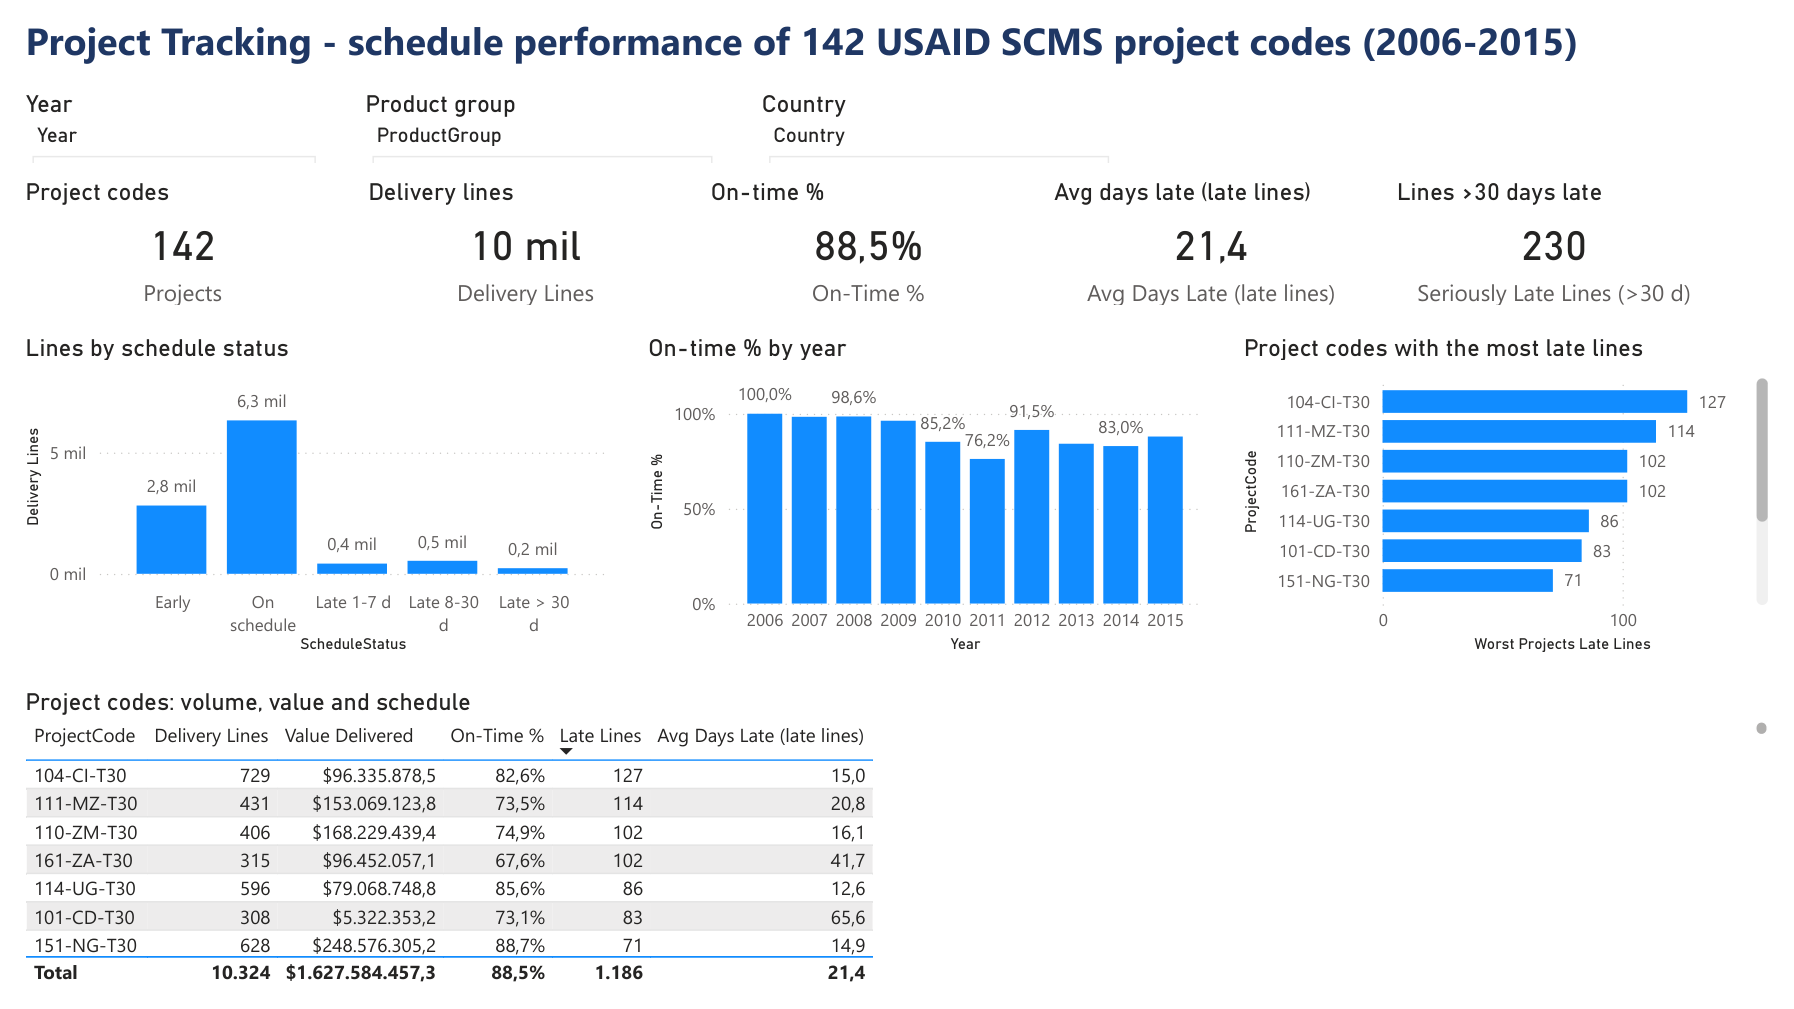 Project Tracking - schedule performance of 142 USAID SCMS project codes (2006-2015)
Year
Product group
Country
Year
ProductGroup
Country
Project codes
Delivery lines
On-time %
Avg days late (late lines)
Lines >30 days late
142
10 mil
88,5%
21,4
230
Projects
Delivery Lines
On-Time %
Avg Days Late (late lines)
Seriously Late Lines (>30 d)
Lines by schedule status
Delivery Lines
5 mil
0 mil
2,8 mil
6,3 mil
0,4 mil
0,5 mil
0,2 mil
Early
On
schedule
Late 1-7 d
Late 8-30
d
Late > 30
d
ScheduleStatus
On-time % by year
On-Time %
100%
50%
0%
100,0%
98,6%
85,2%
76,2%
91,5%
83,0%
2006 2007 2008 2009 2010 2011 2012 2013 2014 2015
Year
Project codes with the most late lines
ProjectCode
104-CI-T30 127
111-MZ-T30 114
110-ZM-T30 102
161-ZA-T30 102
114-UG-T30 86
101-CD-T30 83
151-NG-T30 71
0 100
Worst Projects Late Lines
Project codes: volume, value and schedule
ProjectCode Delivery Lines Value Delivered On-Time % Late Lines Avg Days Late (late lines)
104-CI-T30 729 $96.335.878,5 82,6% 127 15,0
111-MZ-T30 431 $153.069.123,8 73,5% 114 20,8
110-ZM-T30 406 $168.229.439,4 74,9% 102 16,1
161-ZA-T30 315 $96.452.057,1 67,6% 102 41,7
114-UG-T30 596 $79.068.748,8 85,6% 86 12,6
101-CD-T30 308 $5.322.353,2 73,1% 83 65,6
151-NG-T30 628 $248.576.305,2 88,7% 71 14,9
Total 10.324 $1.627.584.457,3 88,5% 1.186 21,4